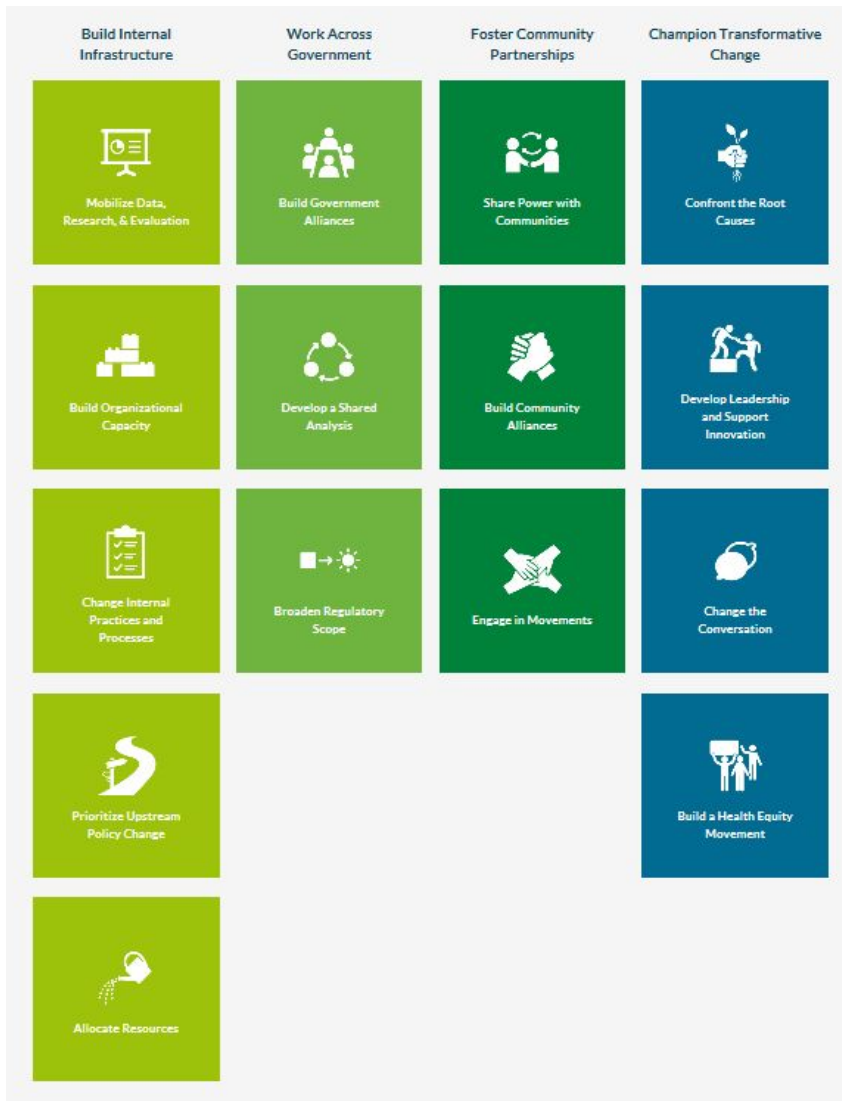 Build Internal
Infrastructure
Work Across
Government
Foster Community
Partnerships
Champion Transformative
Change
Mobilize Data,
Research, & Evaluation
Build Government
Alliances
Share Power with
Communities
Confront the Root
Causes
Build Organizational
Capacity
Develop a Shared
Analysis
Build Community
Alliances
Develop Leadership
and Support
Innovation
Change Internal
Practices and
Processes
Broaden Regulatory
Scope
Engage in Movements
Change the
Conversation
Prioritize Upstream
Policy Change
Build a Health Equity
Movement
Allocate Resources